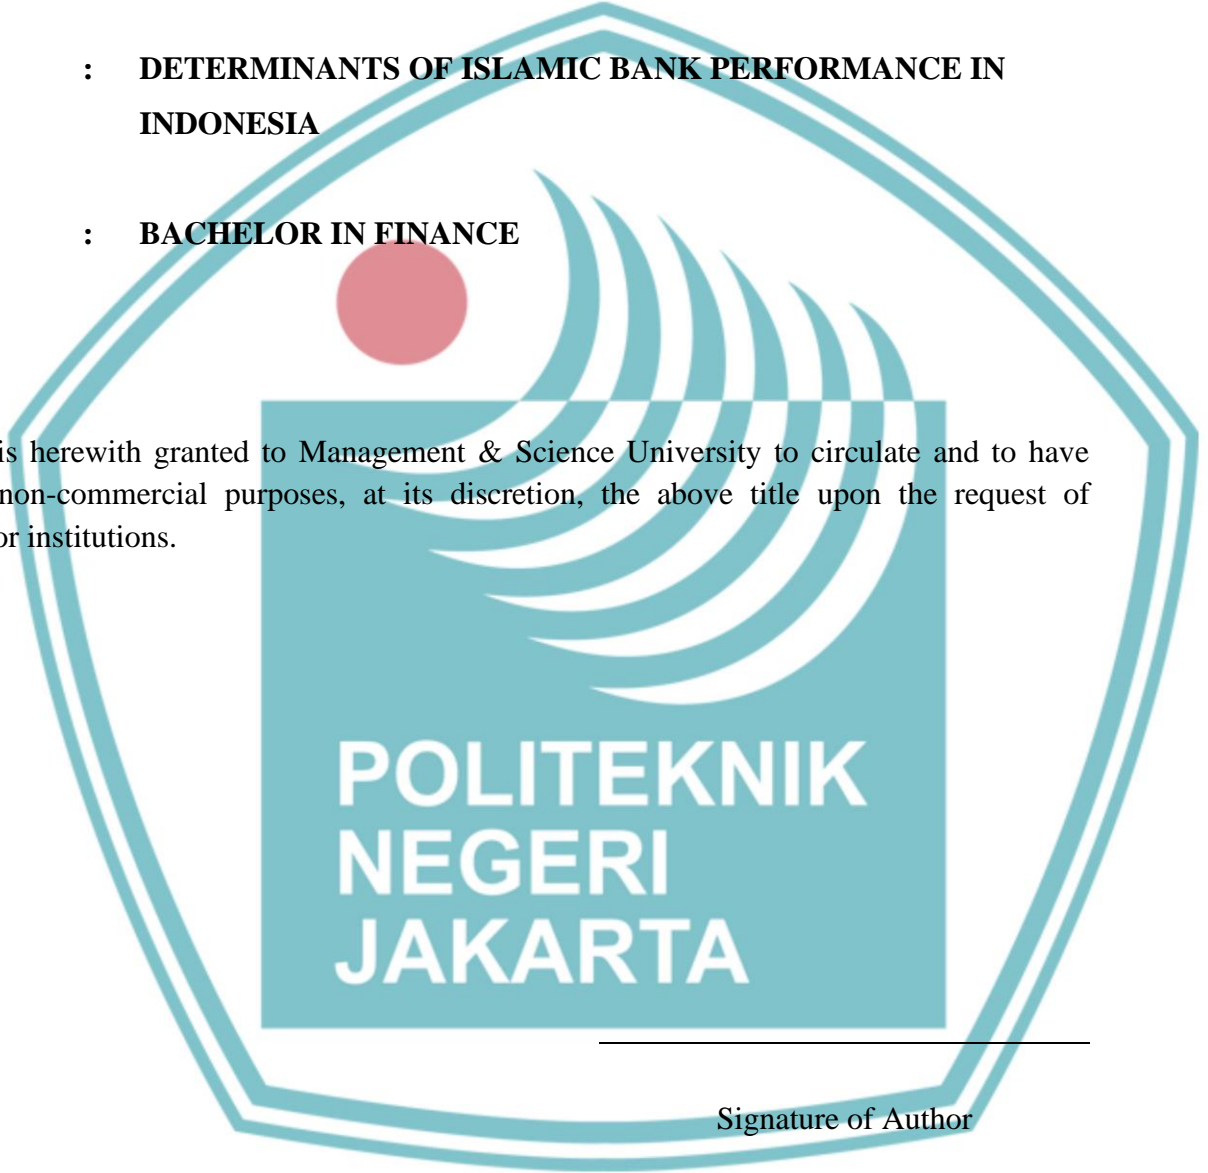 : DETERMINANTS OF ISLAMIC BANK PERFORMANCE IN
INDONESIA
: BACHELOR IN FINANCE
is herewith granted to Management & Science University to circulate and to have
non-commercial purposes, at its discretion, the above title upon the request of
or institutions.
POLITEKNIK
NEGERI
JAKARTA
Signature of Author